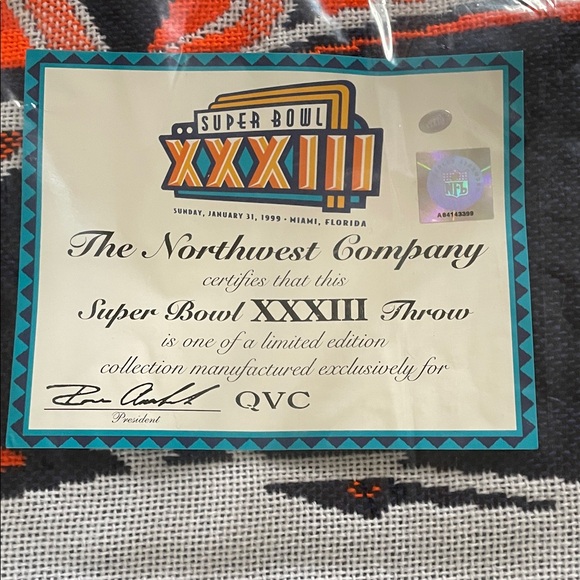 SUPER BOWL
XXXIII
SUNDAY, JANUARY 31, 1999 • MIAMI, FLORIDA
NFL
The Northwest Company
certifies that this
Super Bowl XXXIII Throw
is one of a limited edition
collection manufactured exclusively for
QVC
President